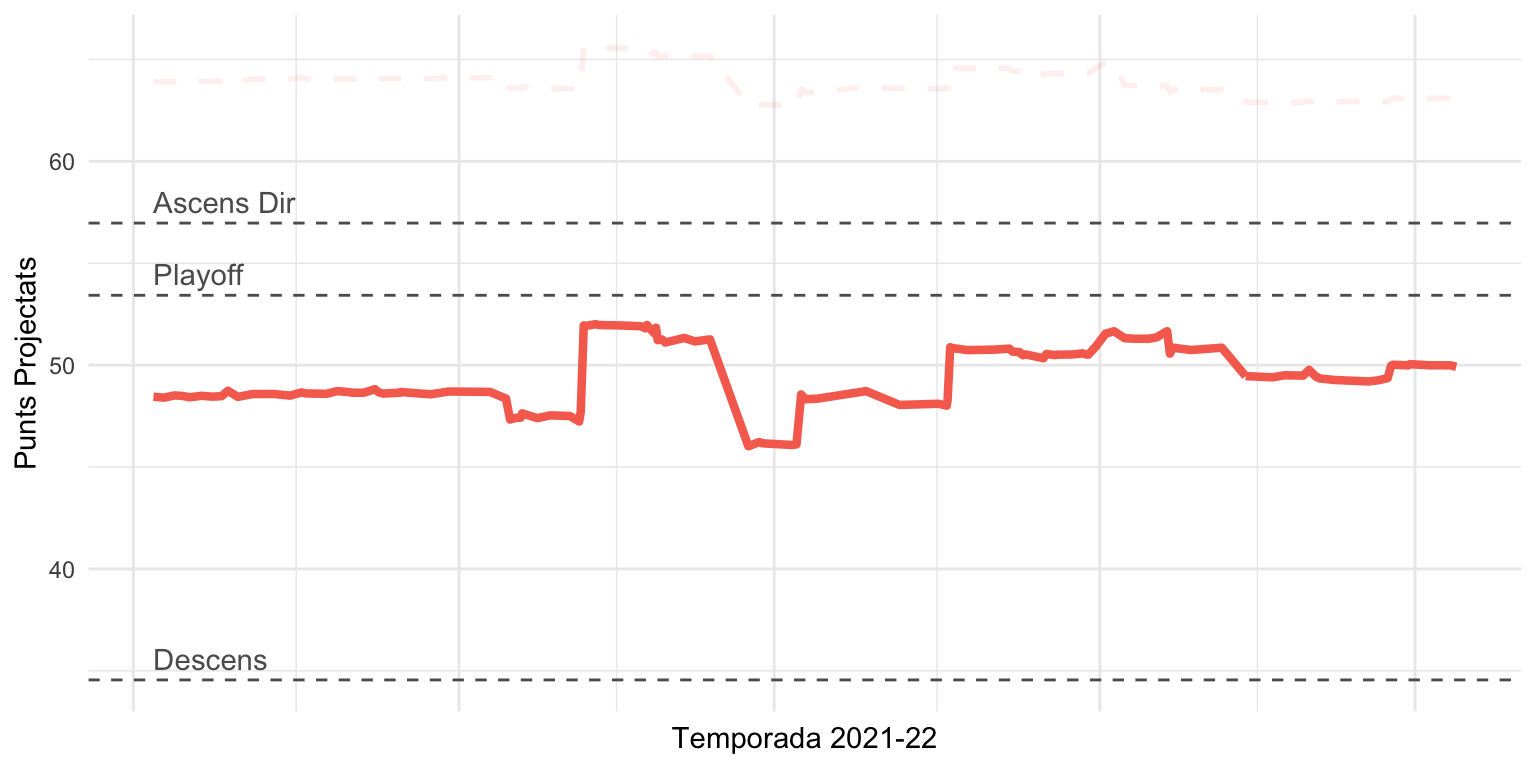 60
Ascens Dir
Playoff
50
40
Descens
Punts Projectats
Temporada 2021-22